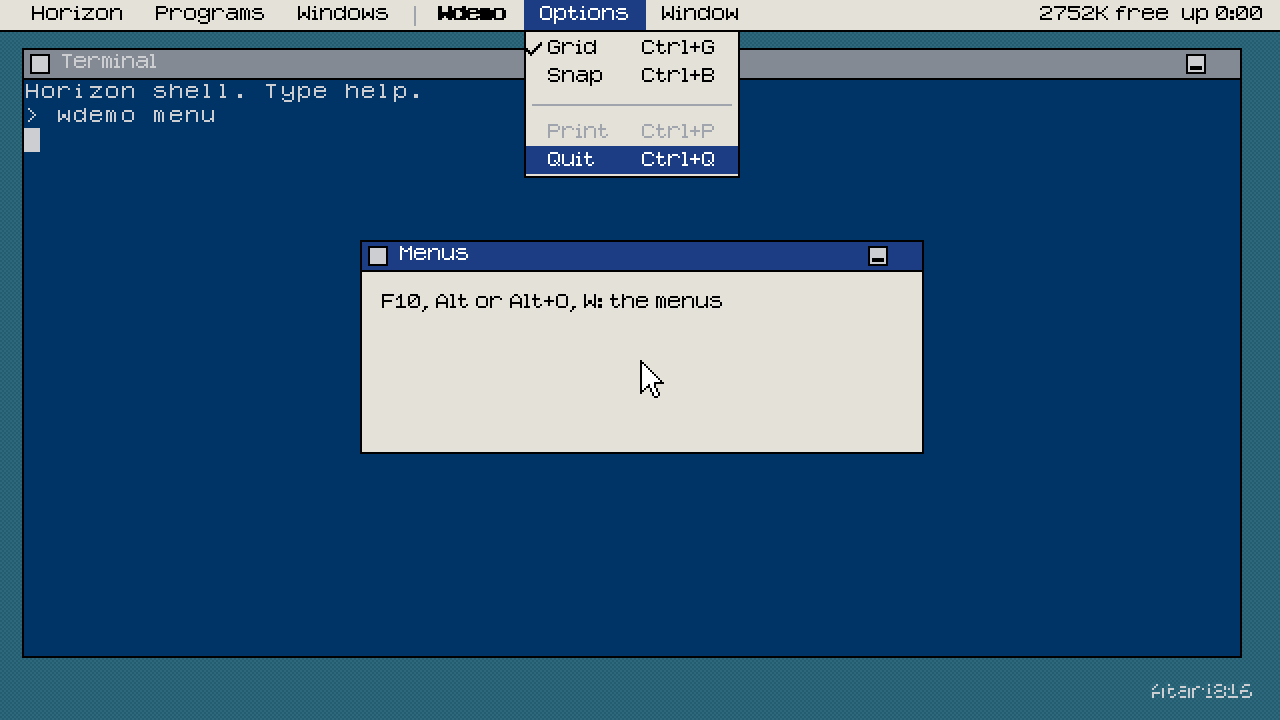 Horizon Programs Windows | Wdemo Options Window 2752K free up 0:00
Grid Ctrl+G
Snap Ctrl+B
Print Ctrl+P
Quit Ctrl+Q
Terminal
Horizon shell. Type help.
> wdemo menu
Menus
F10, Alt or Alt+O, W: the menus
Atari816